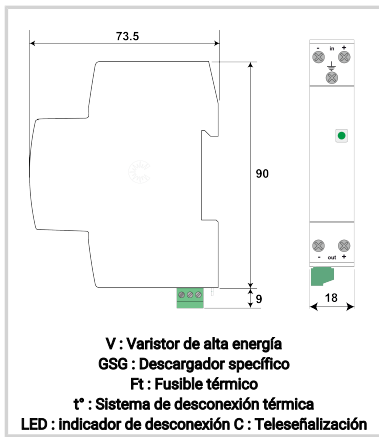 73.5
- in +
90
9
- out +
18
V : Varistor de alta energía
GSG : Descargador specífico
Ft : Fusible térmico
t° : Sistema de desconexión térmica
LED : indicador de desconexión C : Teleseñalización